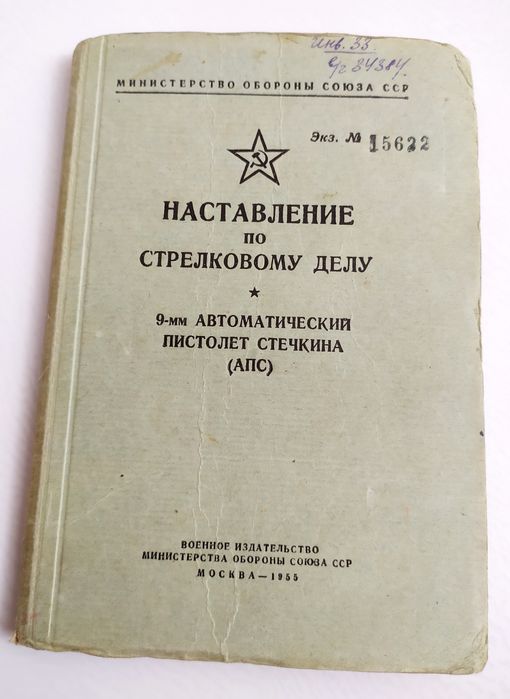 Инв. 33
МИНИСТЕРСТВО ОБОРОНЫ СОЮЗА ССР
Экз. № 15622
НАСТАВЛЕНИЕ
ПО
СТРЕЛКОВОМУ ДЕЛУ
9-мм АВТОМАТИЧЕСКИЙ
ПИСТОЛЕТ СТЕЧКИНА
(АПС)
ВОЕННОЕ ИЗДАТЕЛЬСТВО
МИНИСТЕРСТВА ОБОРОНЫ СОЮЗА ССР
МОСКВА — 1955